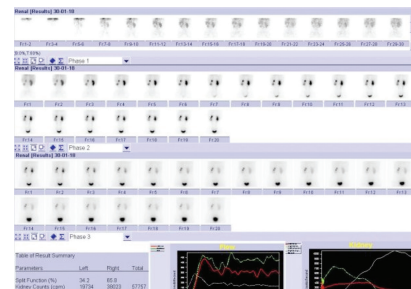 Renal [Results] 30-01-18
Fr.1-2 Fr.3-4 Fr.5-6 Fr.7-8 Fr.9-10 Fr.11-12 Fr.13-14 Fr.15-16 Fr.17-18 Fr.19-20 Fr.21-22 Fr.23-24 Fr.25-26 Fr.27-28 Fr.29-30
Phase 1
Renal [Results] 30-01-18
Fr.1 Fr.2 Fr.3 Fr.4 Fr.5 Fr.6 Fr.7 Fr.8 Fr.9 Fr.10 Fr.11 Fr.12 Fr.13
Fr.14 Fr.15 Fr.16 Fr.17 Fr.18 Fr.19 Fr.20
Phase 2
Renal [Results] 30-01-18
Fr.1 Fr.2 Fr.3 Fr.4 Fr.5 Fr.6 Fr.7 Fr.8 Fr.9 Fr.10 Fr.11 Fr.12 Fr.13
Fr.14 Fr.15 Fr.16 Fr.17 Fr.18 Fr.19 Fr.20
Phase 3
Table of Result Summary
Parameters Left Right Total
Split Function (%) 34.2 65.8
Kidney Counts (cpm) 19734 38023 57757
Flow
Kidney